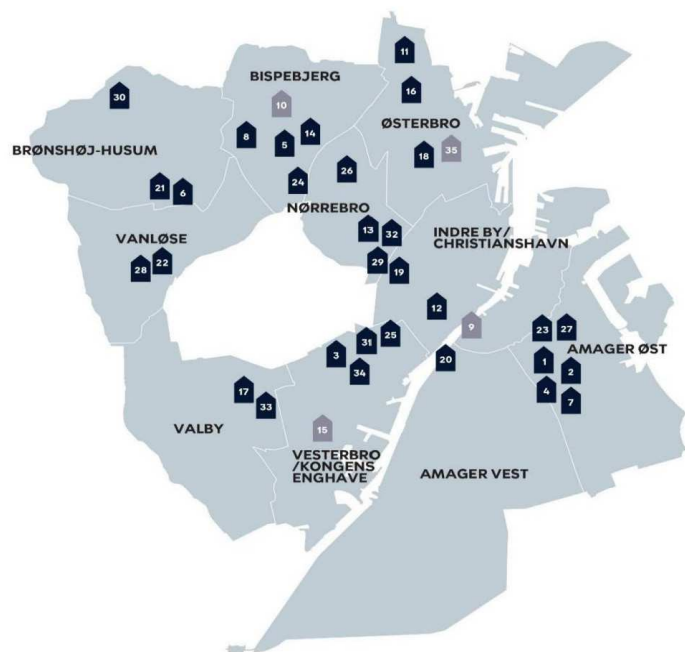 11
BISPEBJERG
30
10
16
ØSTERBRO
8
5
14
35
18
BRØNSHØJ-HUSUM
26
24
21
6
NØRREBRO
13
32
INDRE BY/
CHRISTIANSHAVN
VANLØSE
28
22
29
19
12
9
23
27
25
31
AMAGER ØST
3
20
1
34
2
17
4
7
33
15
VALBY
VESTERBRO
/KONGENS
ENGHAVE
AMAGER VEST